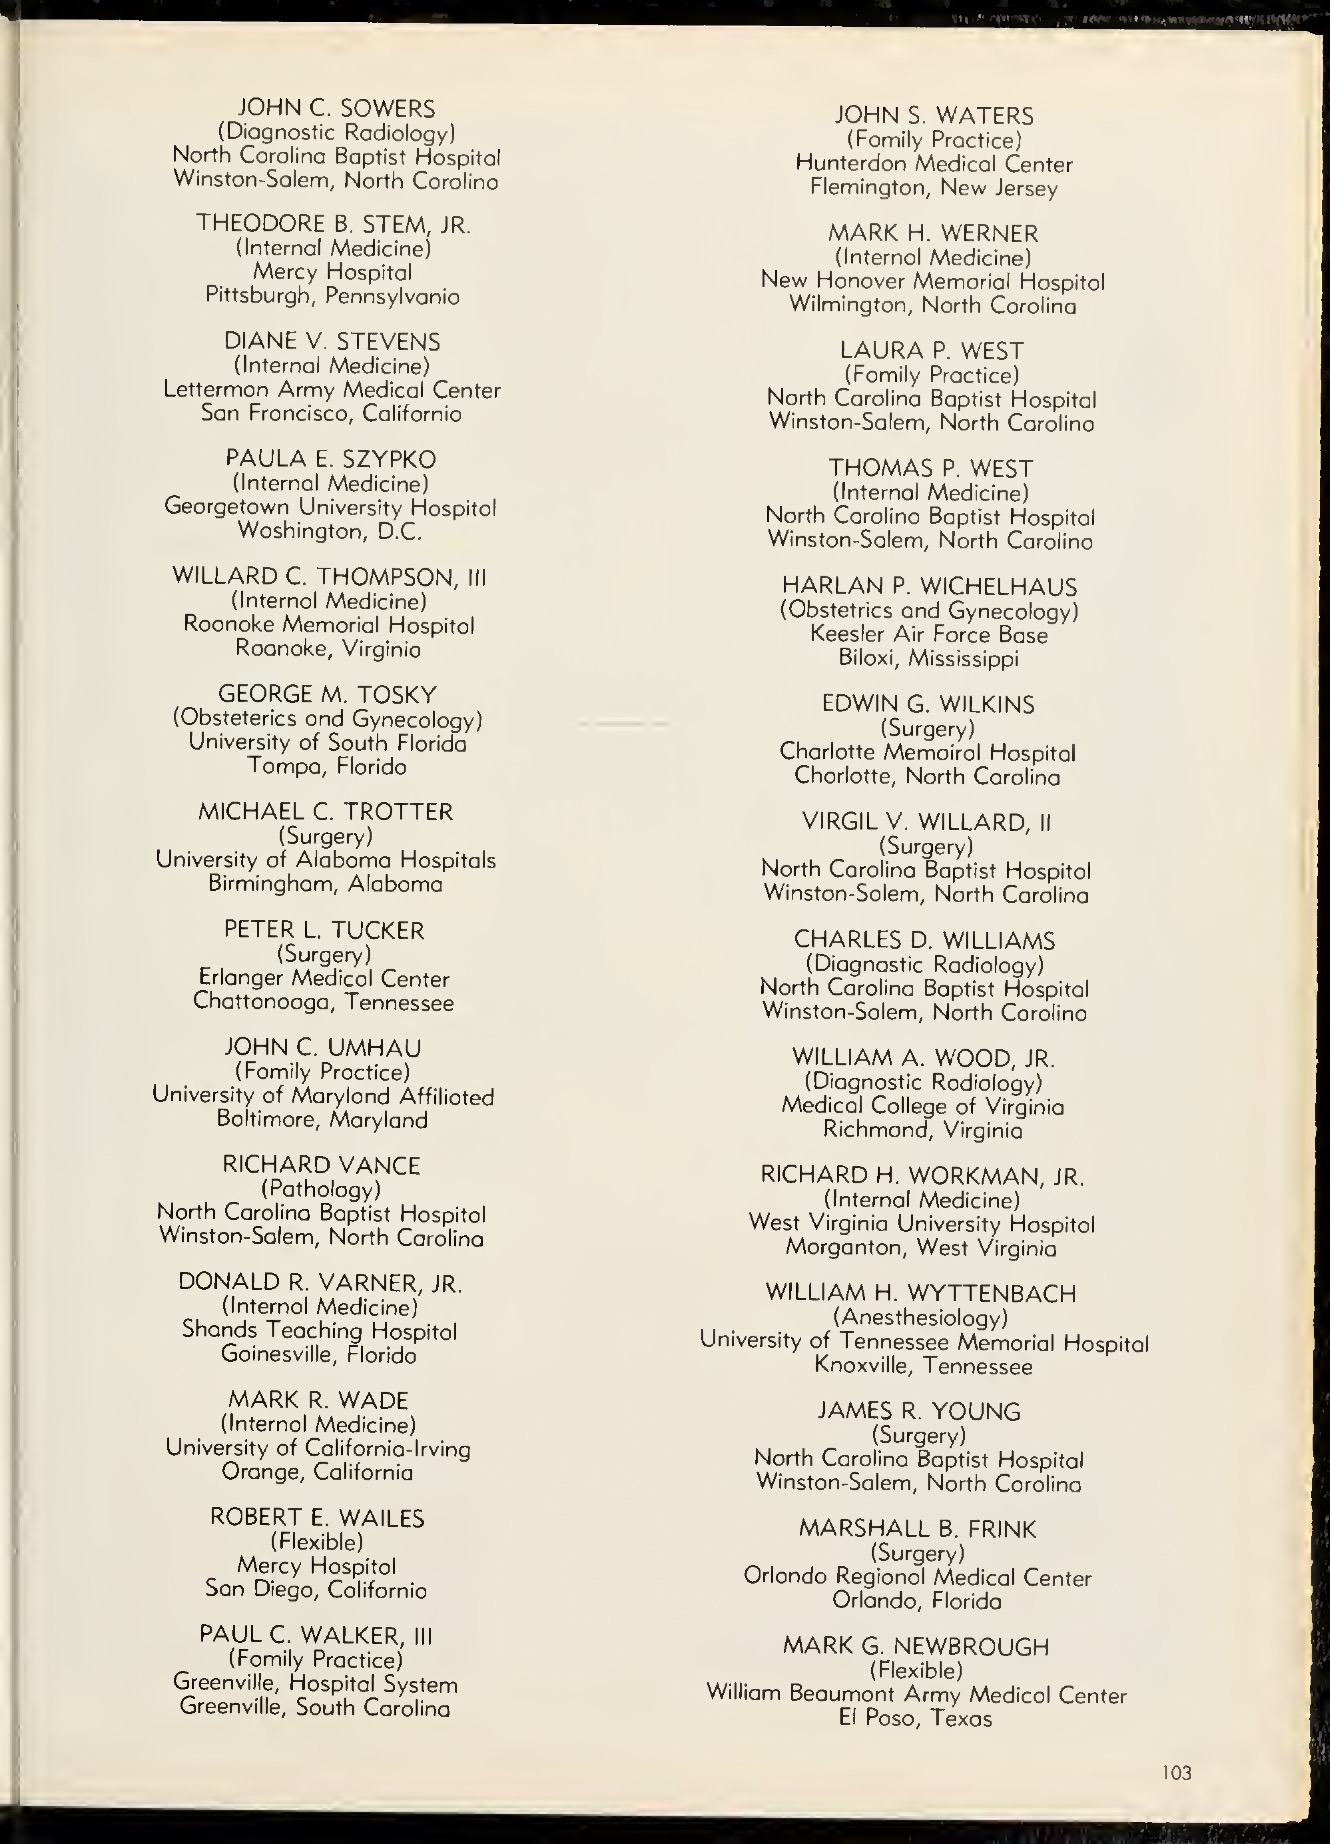 JOHN C. SOWERS
(Diagnostic Radiology)
North Carolina Baptist Hospital
Winston-Salem, North Carolina
THEODORE B. STEM, JR.
(Internal Medicine)
Mercy Hospital
Pittsburgh, Pennsylvania
DIANE V. STEVENS
(Internal Medicine)
Letterman Army Medical Center
San Francisco, California
PAULA E. SZYPKO
(Internal Medicine)
Georgetown University Hospital
Washington, D.C.
WILLARD C. THOMPSON, III
(Internal Medicine)
Roanoke Memorial Hospital
Roanoke, Virginia
GEORGE M. TOSKY
(Obsteterics and Gynecology)
University of South Florida
Tampa, Florida
MICHAEL C. TROTTER
(Surgery)
University of Alabama Hospitals
Birmingham, Alabama
PETER L. TUCKER
(Surgery)
Erlanger Medical Center
Chattanooga, Tennessee
JOHN C. UMHAU
(Family Practice)
University of Maryland Affiliated
Baltimore, Maryland
RICHARD VANCE
(Pathology)
North Carolina Baptist Hospital
Winston-Salem, North Carolina
DONALD R. VARNER, JR.
(Internal Medicine)
Shands Teaching Hospital
Gainesville, Florida
MARK R. WADE
(Internal Medicine)
University of California-Irving
Orange, California
ROBERT E. WAILES
(Flexible)
Mercy Hospital
San Diego, California
PAUL C. WALKER, III
(Family Practice)
Greenville, Hospital System
Greenville, South Carolina
JOHN S. WATERS
(Family Practice)
Hunterdon Medical Center
Flemington, New Jersey
MARK H. WERNER
(Internal Medicine)
New Hanover Memorial Hospital
Wilmington, North Carolina
LAURA P. WEST
(Family Practice)
North Carolina Baptist Hospital
Winston-Salem, North Carolina
THOMAS P. WEST
(Internal Medicine)
North Carolina Baptist Hospital
Winston-Salem, North Carolina
HARLAN P. WICHELHAUS
(Obstetrics and Gynecology)
Keesler Air Force Base
Biloxi, Mississippi
EDWIN G. WILKINS
(Surgery)
Charlotte Memoiral Hospital
Charlotte, North Carolina
VIRGIL V. WILLARD, II
(Surgery)
North Carolina Baptist Hospital
Winston-Salem, North Carolina
CHARLES D. WILLIAMS
(Diagnostic Radiology)
North Carolina Baptist Hospital
Winston-Salem, North Carolina
WILLIAM A. WOOD, JR.
(Diagnostic Radiology)
Medical College of Virginia
Richmond, Virginia
RICHARD H. WORKMAN, JR.
(Internal Medicine)
West Virginia University Hospital
Morganton, West Virginia
WILLIAM H. WYTTENBACH
(Anesthesiology)
University of Tennessee Memorial Hospital
Knoxville, Tennessee
JAMES R. YOUNG
(Surgery)
North Carolina Baptist Hospital
Winston-Salem, North Carolina
MARSHALL B. FRINK
(Surgery)
Orlando Regional Medical Center
Orlando, Florida
MARK G. NEWBROUGH
(Flexible)
William Beaumont Army Medical Center
El Paso, Texas
103